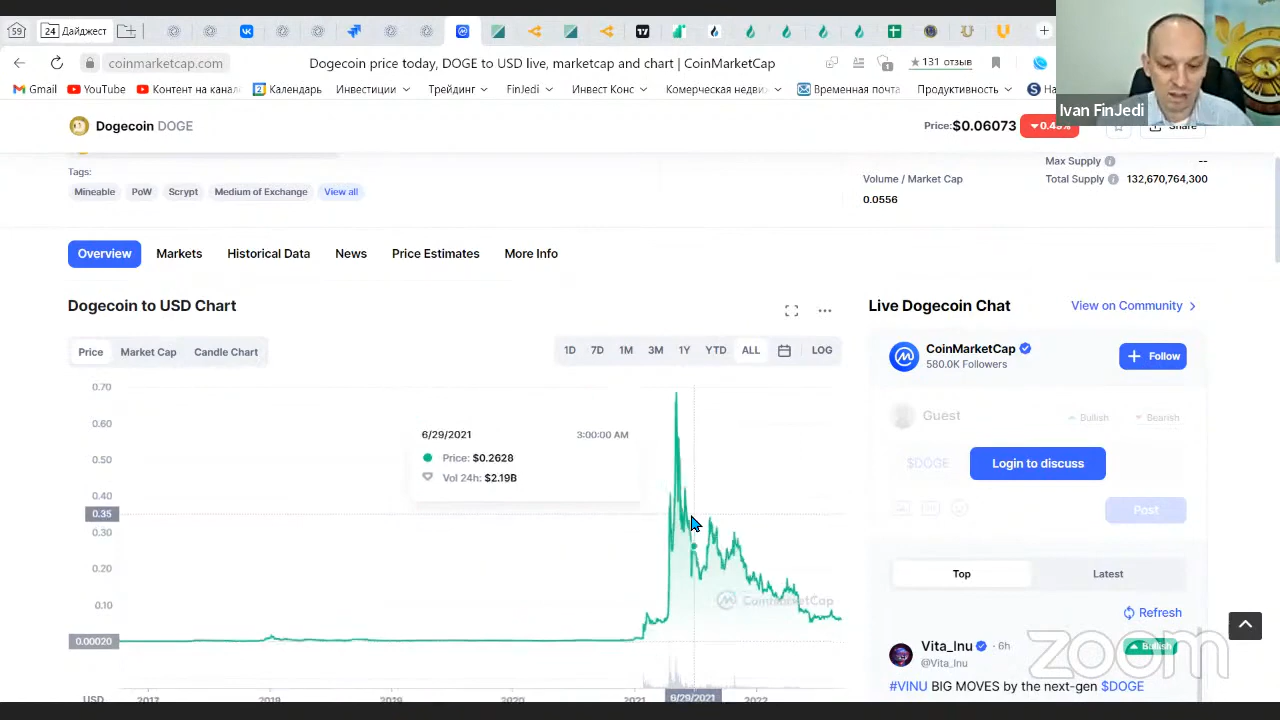 59
24 Дайджест
coinmarketcap.com
Dogecoin price today, DOGE to USD live, marketcap and chart | CoinMarketCap
★ 131 отзыв
Gmail
YouTube
Контент на канал
Календарь
Инвестиции
Трейдинг
FinJedi
Инвест Конс
Комерческая недвиж
Временная почта
Продуктивность
Ivan FinJedi
Dogecoin DOGE
Price: $0.06073
0.45%
Share
Tags:
Mineable
PoW
Scrypt
Medium of Exchange
View all
Volume / Market Cap
0.0556
Max Supply
--
Total Supply
132,670,764,300
Overview
Markets
Historical Data
News
Price Estimates
More Info
Dogecoin to USD Chart
Price
Market Cap
Candle Chart
1D
7D
1M
3M
1Y
YTD
ALL
LOG
0.70
0.60
0.50
0.40
0.35
0.30
0.20
0.10
0.00020
6/29/2021
3:00:00 AM
Price: $0.2628
Vol 24h: $2.19B
CoinMarketCap
USD
2017
2018
2019
2020
2021
6/29/2021
2022
Live Dogecoin Chat
View on Community
CoinMarketCap
580.0K Followers
+ Follow
Guest
Bullish
Bearish
$DOGE
Login to discuss
Post
Top
Latest
Refresh
Vita_Inu
· 6h
@Vita_Inu
Bullish
#VINU BIG MOVES by the next-gen $DOGE
zoom